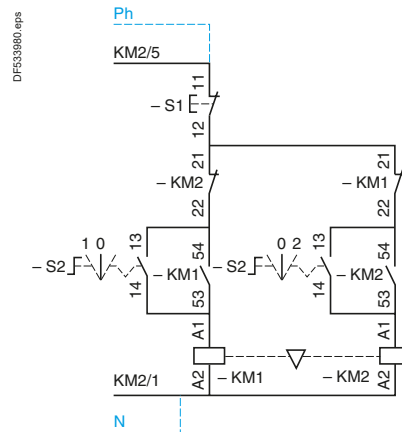 DF533980.eps
Ph
KM2/5
11
– S1
12
21
– KM2
22
21
– KM1
22
1 0
– S2
13
14
54
– KM1
53
0 2
– S2
13
14
54
– KM2
53
A1
A2
– KM1
A1
A2
– KM2
KM2/1
N